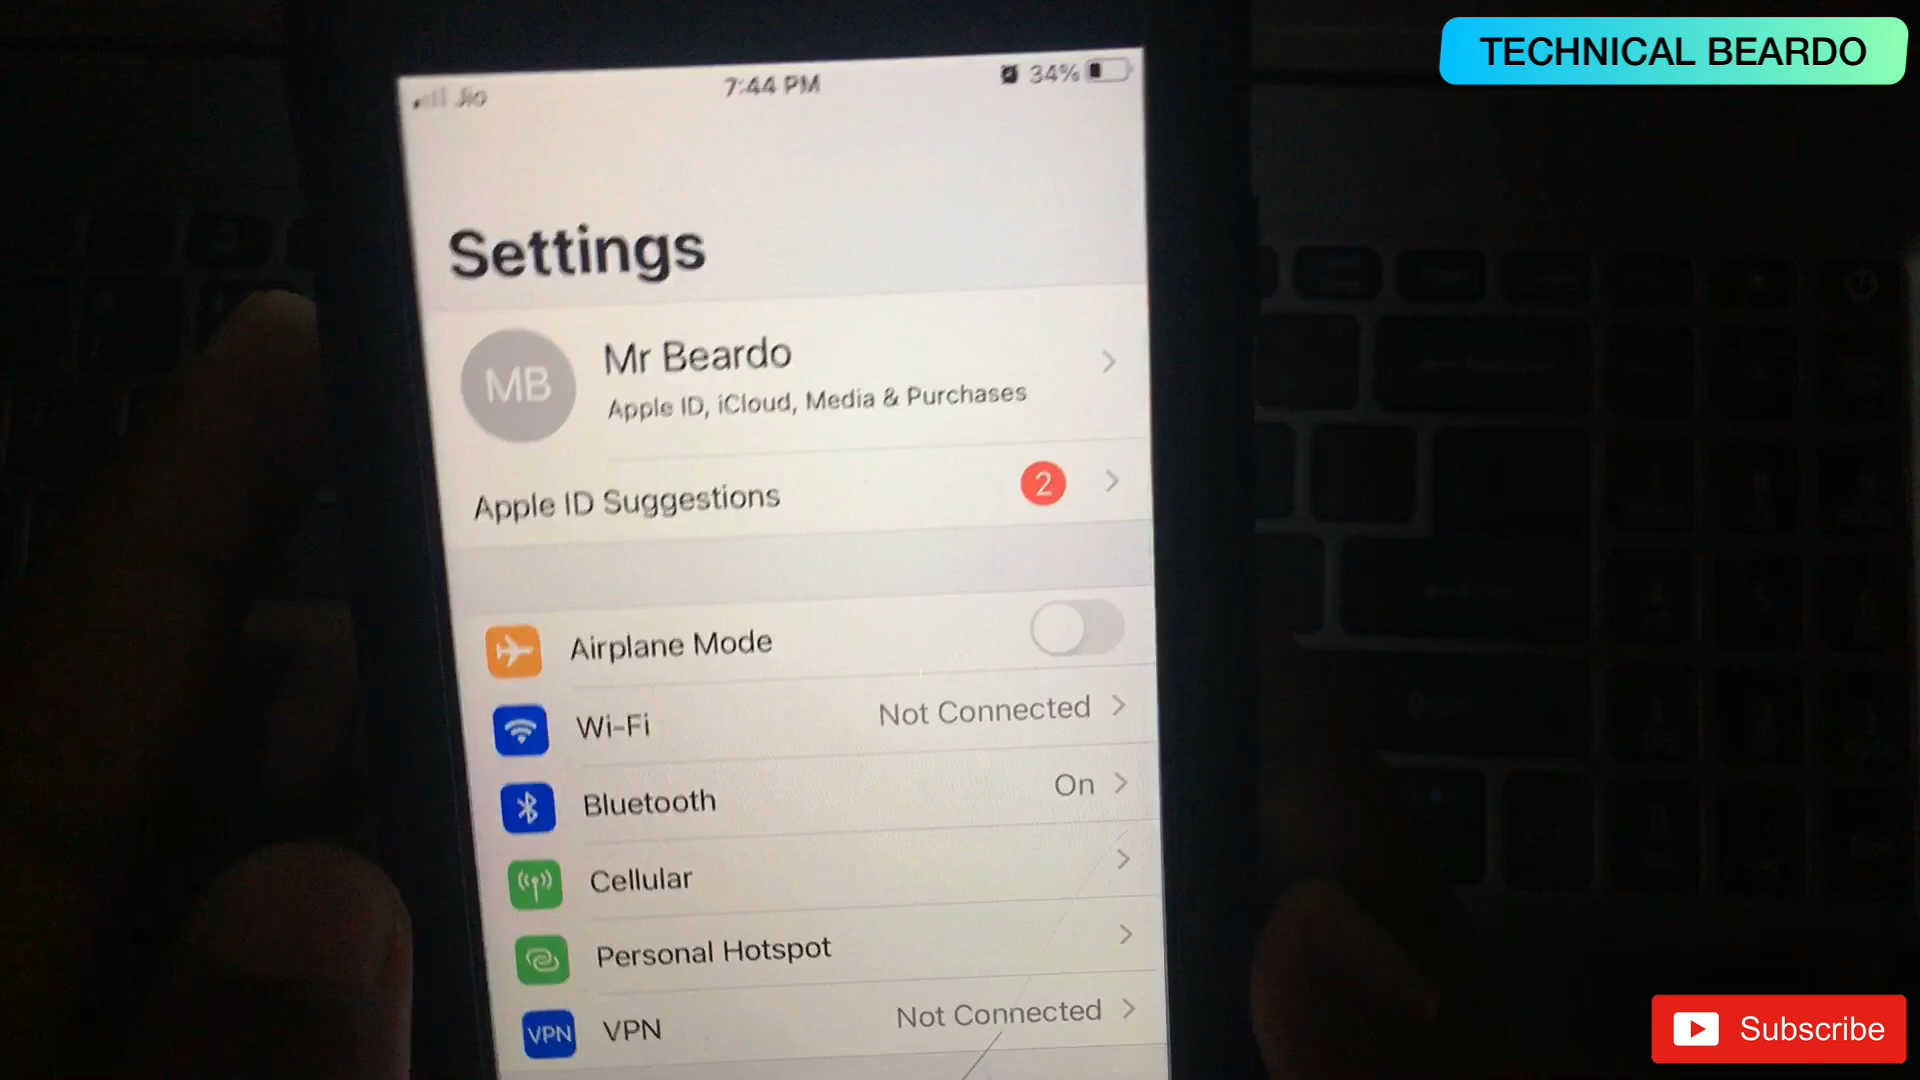 TECHNICAL BEARDO
Jio 7:44 PM 34%
Settings
MB
Mr Beardo
Apple ID, iCloud, Media & Purchases
Apple ID Suggestions 2
Airplane Mode
Wi-Fi Not Connected
Bluetooth On
Cellular
Personal Hotspot
VPN VPN Not Connected
Subscribe